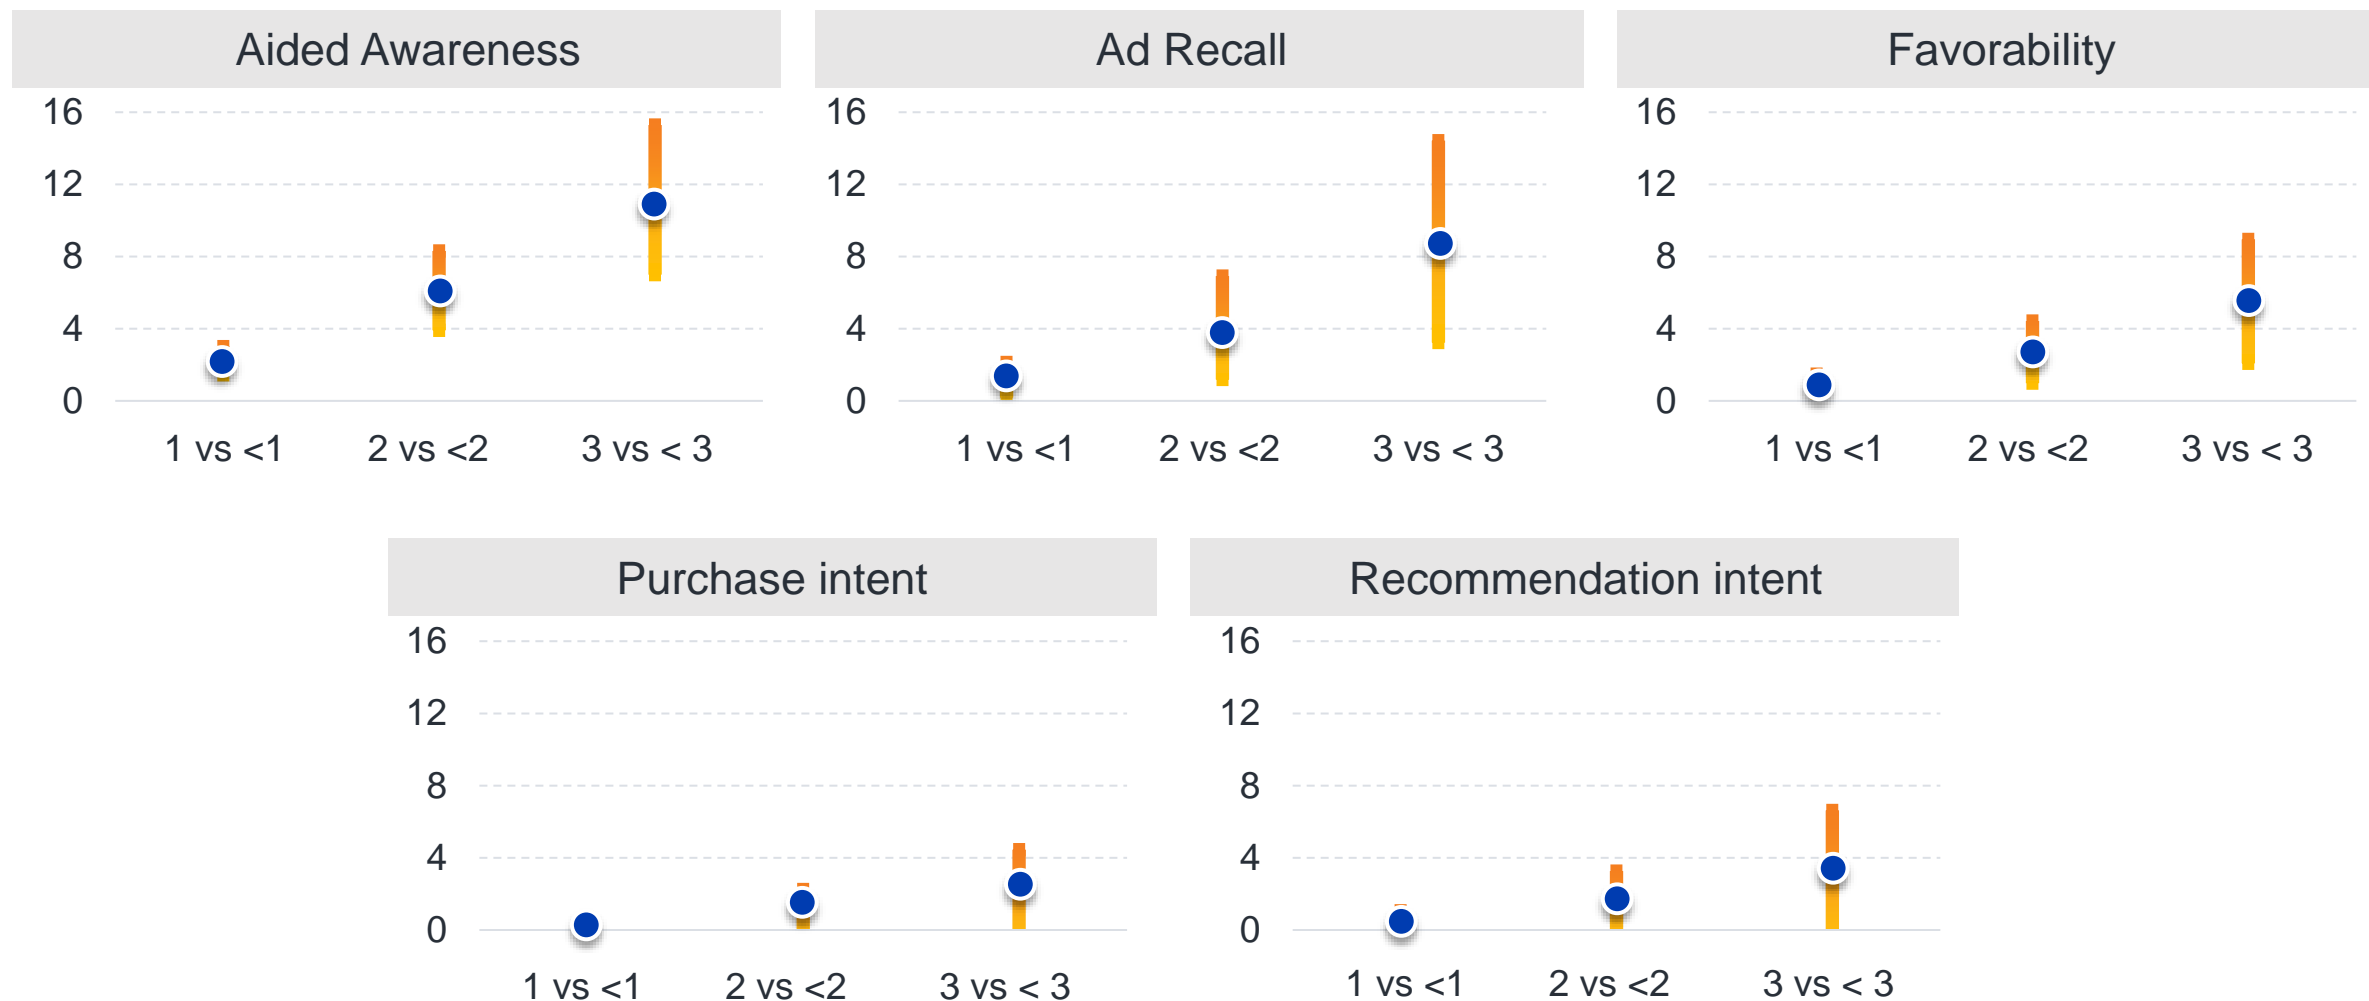 Aided Awareness
16
12
8
4
0
1 vs <1 2 vs <2 3 vs < 3
Ad Recall
16
12
8
4
0
1 vs <1 2 vs <2 3 vs < 3
Favorability
16
12
8
4
0
1 vs <1 2 vs <2 3 vs < 3
Purchase intent
16
12
8
4
0
1 vs <1 2 vs <2 3 vs < 3
Recommendation intent
16
12
8
4
0
1 vs <1 2 vs <2 3 vs < 3